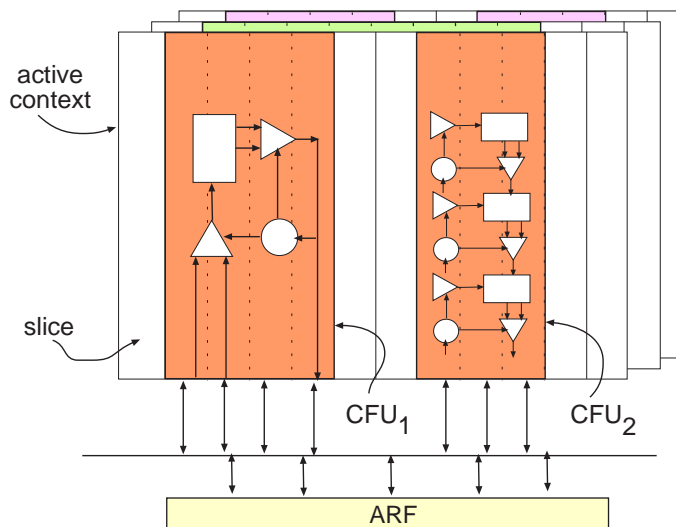 active
context
slice
CFU1
CFU2
ARF